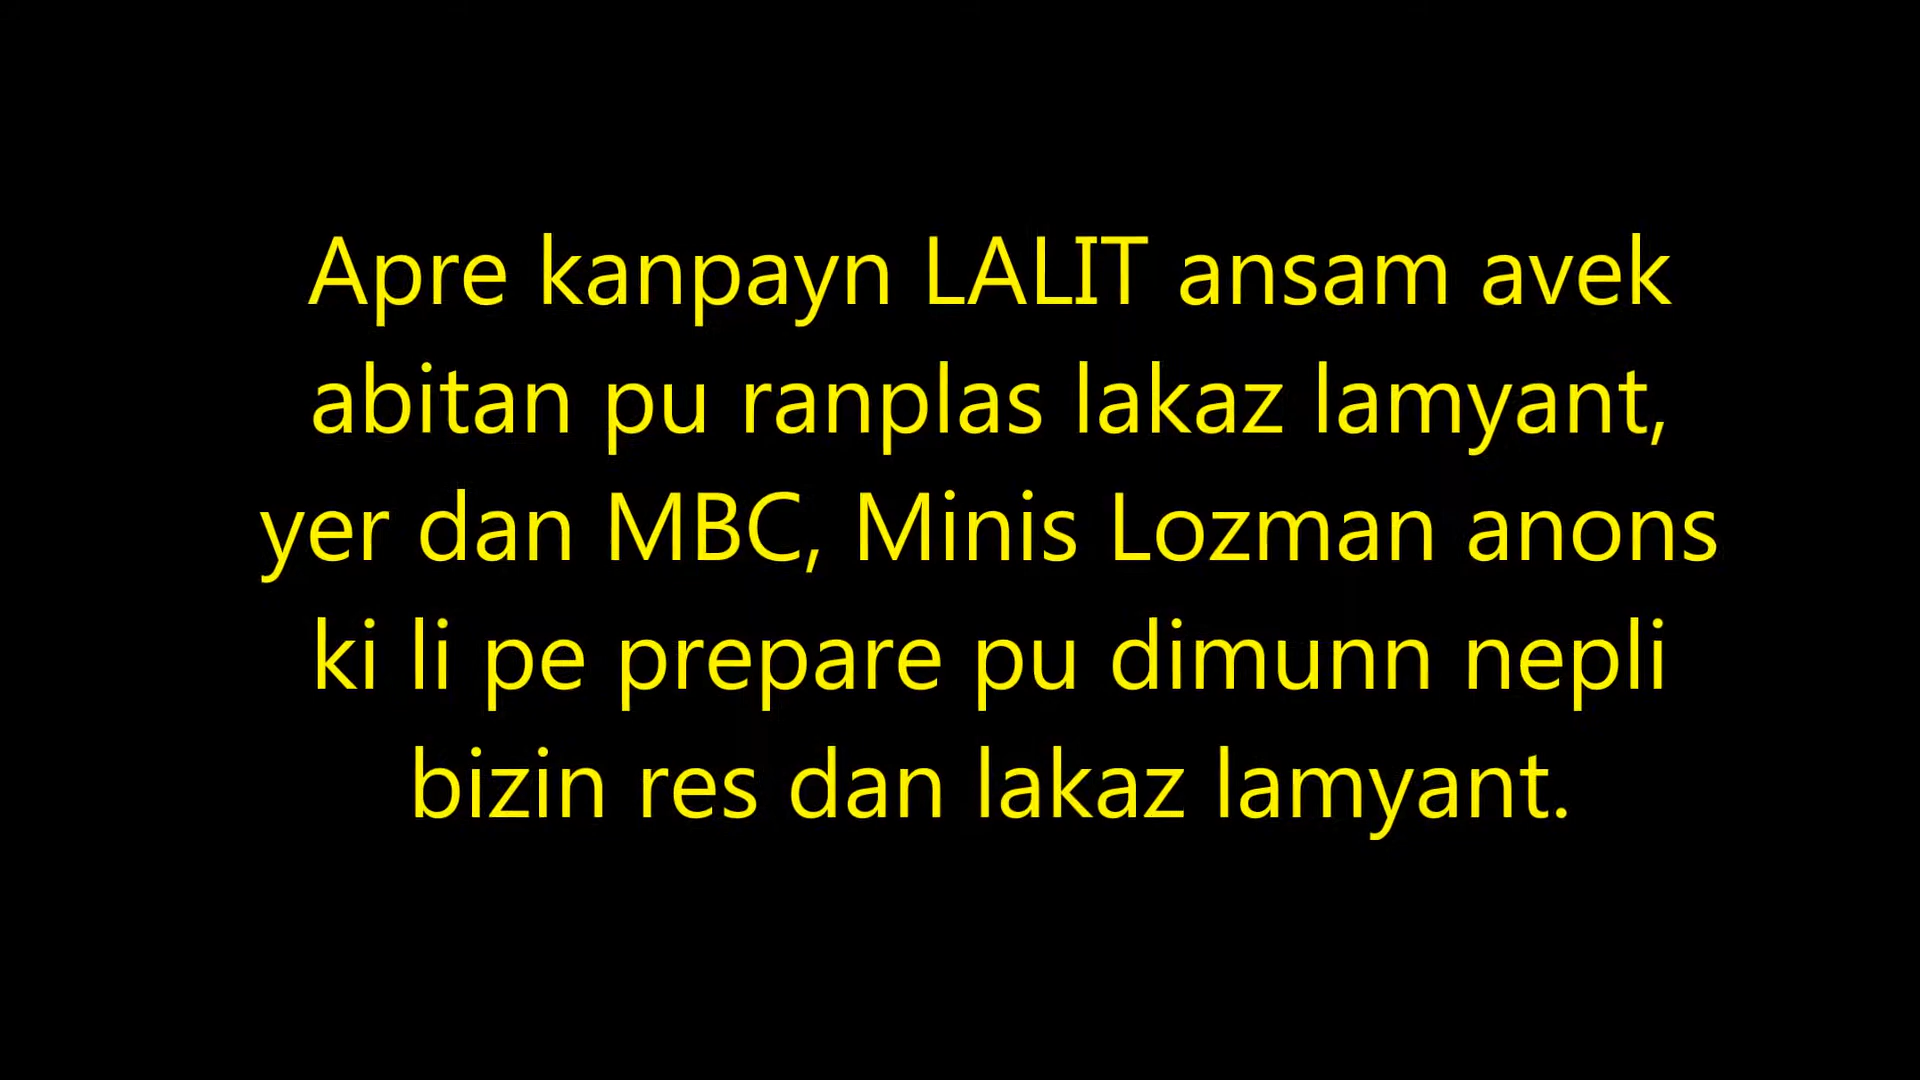 Apre kanpayn LALIT ansam avek
abitan pu ranplas lakaz lamyant,
yer dan MBC, Minis Lozman anons
ki li pe prepare pu dimunn nepli
bizin res dan lakaz lamyant.